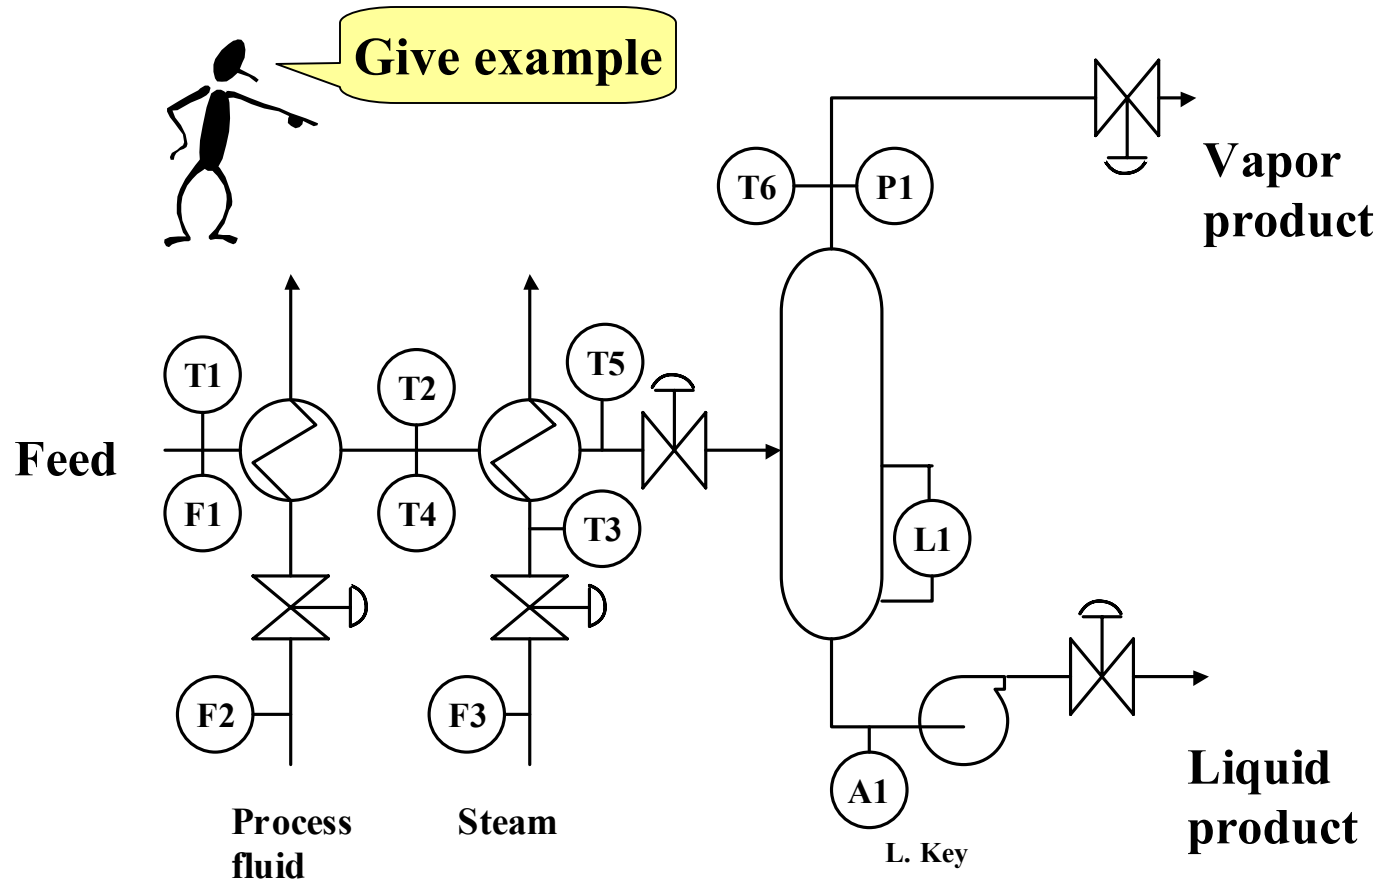 Give example
Vapor
product
T6
P1
T1
T2
T5
Feed
F1
T4
T3
L1
F2
F3
A1
Liquid
product
Process
fluid
Steam
L. Key